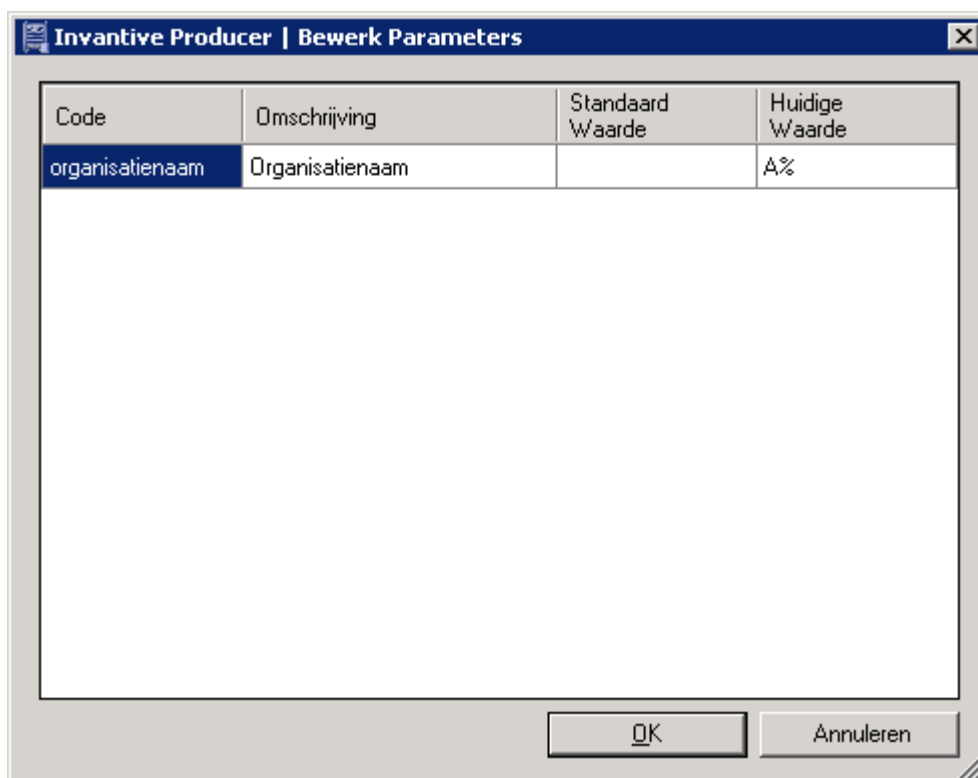 Invantive Producer | Bewerk Parameters
Code Omschrijving Standaard Waarde Huidige Waarde
organisatienaam Organisatienaam A%
OK Annuleren